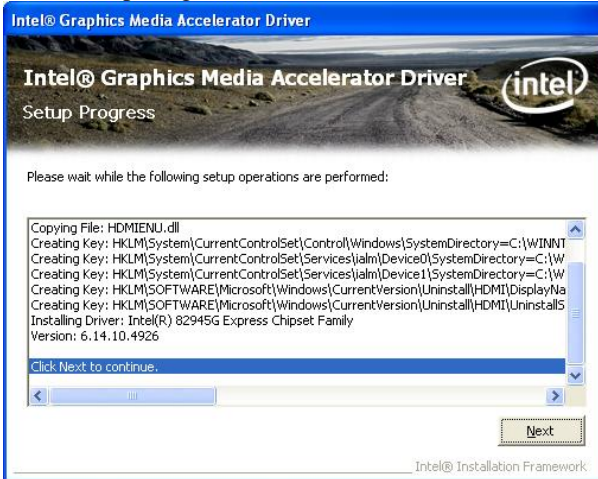 Intel® Graphics Media Accelerator Driver
Intel® Graphics Media Accelerator Driver
intel
Setup Progress
Please wait while the following setup operations are performed:
Copying File: HDMIENU.dll
Creating Key: HKLM\System\CurrentControlSet\Control\Windows\SystemDirectory=C:\WINNT
Creating Key: HKLM\System\CurrentControlSet\Services\ialm\Device0\SystemDirectory=C:\W
Creating Key: HKLM\System\CurrentControlSet\Services\ialm\Device1\SystemDirectory=C:\W
Creating Key: HKLM\SOFTWARE\Microsoft\Windows\CurrentVersion\Uninstall\HDMI\DisplayNa
Creating Key: HKLM\SOFTWARE\Microsoft\Windows\CurrentVersion\Uninstall\HDMI\UninstallS
Installing Driver: Intel(R) 82945G Express Chipset Family
Version: 6.14.10.4926
Click Next to continue.
Next
Intel® Installation Framework